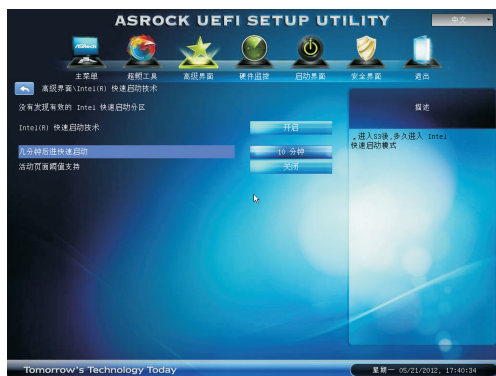 ASROCK UEFI SETUP UTILITY
中文
ASRock
主菜单 超频工具 高级界面 硬件监控 启动界面 安全界面 退出
高级界面\Intel(R) 快速启动技术
描述
没有发现有效的 Intel 快速启动分区
Intel(R) 快速启动技术 开启
，进入S3後,多久进入 Intel
快速启动模式
几分钟后进快速启动 10 分钟
活动页面阈值支持 关闭
Tomorrow's Technology Today
星期一 05/21/2012, 17:40:34